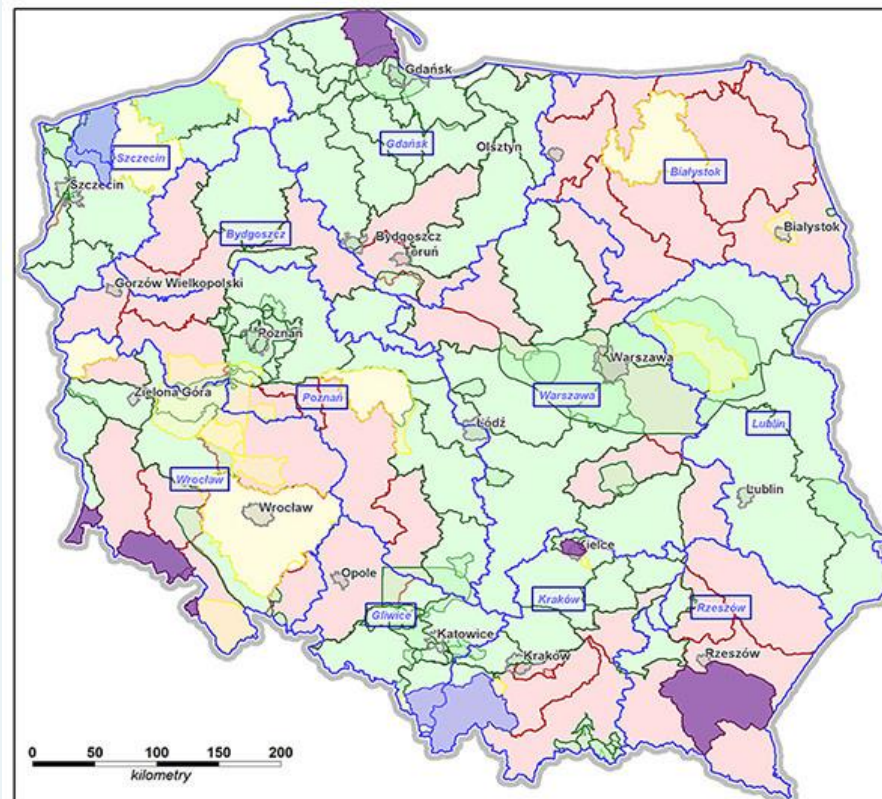 Gdańsk
Szczecin
Gdańsk
Olsztyn
Białystok
Szczecin
Bydgoszcz
Bydgoszcz
Toruń
Bialystok
Gorzów Wielkopolski
Poznań
Warszawa
Zielona Góra
Poznań
Warszawa
Łódź
Lublin
Wrocław
Lublin
Wrocław
Kielce
Opole
Kraków
Rzeszów
Gliwice
Katowice
Kraków
Rzeszów
0 50 100 150 200
kilometry